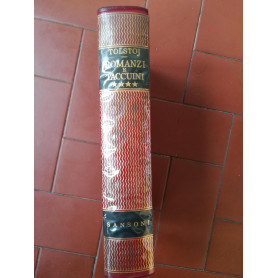 TOLSTOJ
ROMANZI
E
TACCUINI
★★★★
SANSONI